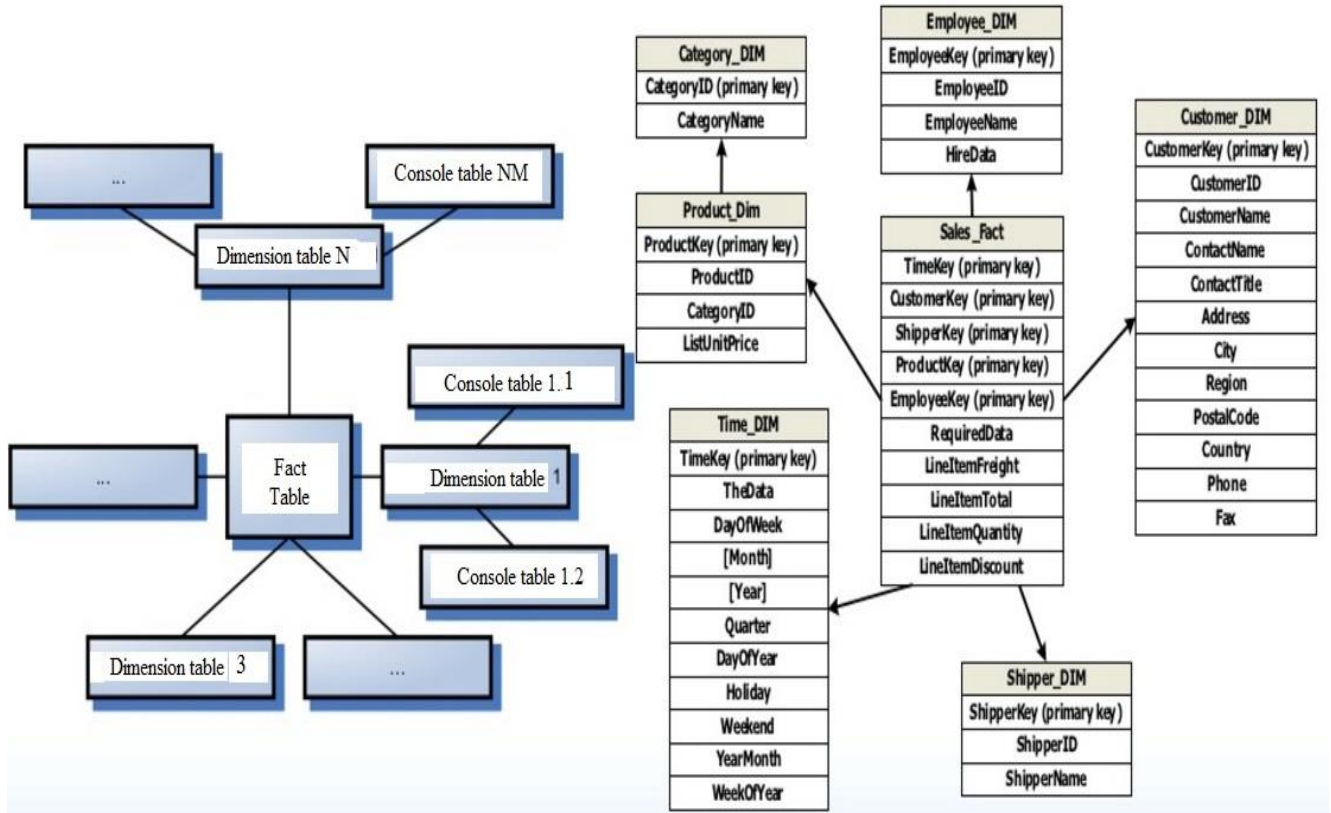 ...
Console table NM
Dimension table N
Console table 1.1
...
Fact
Table
Dimension table 1
Console table 1.2
Dimension table 3
...
Category_DIM
CategoryID (primary key)
CategoryName
Product_Dim
ProductKey (primary key)
ProductID
CategoryID
ListUnitPrice
Time_DIM
TimeKey (primary key)
TheData
DayOfWeek
[Month]
[Year]
Quarter
DayOfYear
Holiday
Weekend
YearMonth
WeekOfYear
Employee_DIM
EmployeeKey (primary key)
EmployeeID
EmployeeName
HireData
Sales_Fact
TimeKey (primary key)
CustomerKey (primary key)
ShipperKey (primary key)
ProductKey (primary key)
EmployeeKey (primary key)
RequiredData
LineItemFreight
LineItemTotal
LineItemQuantity
LineItemDiscount
Shipper_DIM
ShipperKey (primary key)
ShipperID
ShipperName
Customer_DIM
CustomerKey (primary key)
CustomerID
CustomerName
ContactName
ContactTitle
Address
City
Region
PostalCode
Country
Phone
Fax